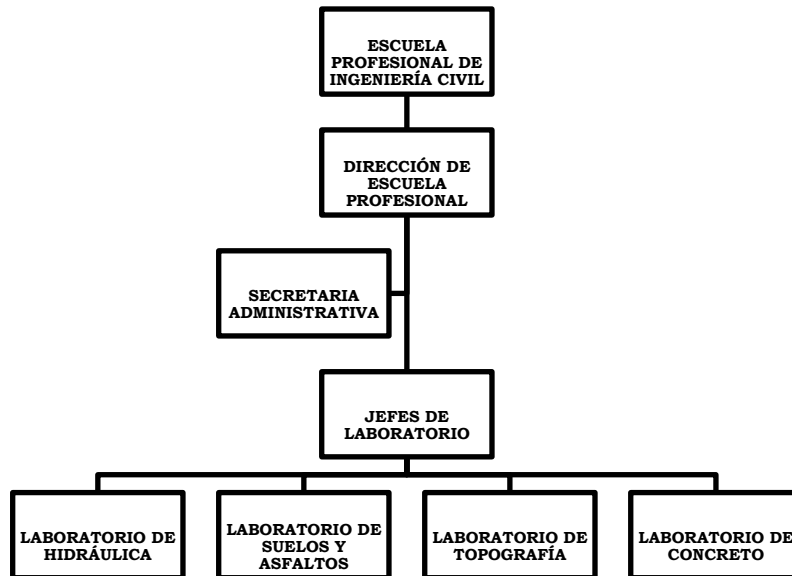 ESCUELA
PROFESIONAL DE
INGENIERÍA CIVIL
DIRECCIÓN DE
ESCUELA
PROFESIONAL
SECRETARIA
ADMINISTRATIVA
JEFES DE
LABORATORIO
LABORATORIO DE
HIDRÁULICA
LABORATORIO DE
SUELOS Y
ASFALTOS
LABORATORIO DE
TOPOGRAFÍA
LABORATORIO DE
CONCRETO